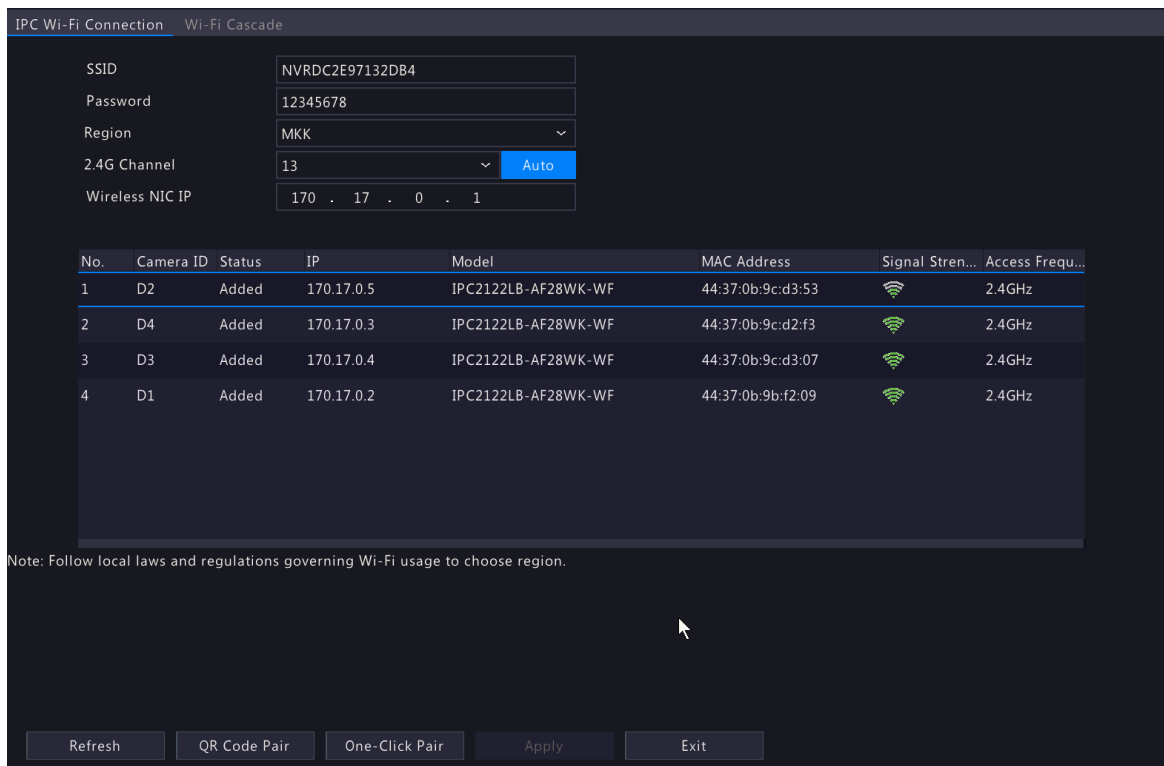 IPC Wi-Fi Connection Wi-Fi Cascade
SSID NVRDC2E97132DB4
Password 12345678
Region MKK
2.4G Channel 13 Auto
Wireless NIC IP 170 . 17 . 0 . 1
No. Camera ID Status IP Model MAC Address Signal Stren... Access Frequ...
1 D2 Added 170.17.0.5 IPC2122LB-AF28WK-WF 44:37:0b:9c:d3:53 2.4GHz
2 D4 Added 170.17.0.3 IPC2122LB-AF28WK-WF 44:37:0b:9c:d2:f3 2.4GHz
3 D3 Added 170.17.0.4 IPC2122LB-AF28WK-WF 44:37:0b:9c:d3:07 2.4GHz
4 D1 Added 170.17.0.2 IPC2122LB-AF28WK-WF 44:37:0b:9b:f2:09 2.4GHz
Note: Follow local laws and regulations governing Wi-Fi usage to choose region.
Refresh QR Code Pair One-Click Pair Apply Exit